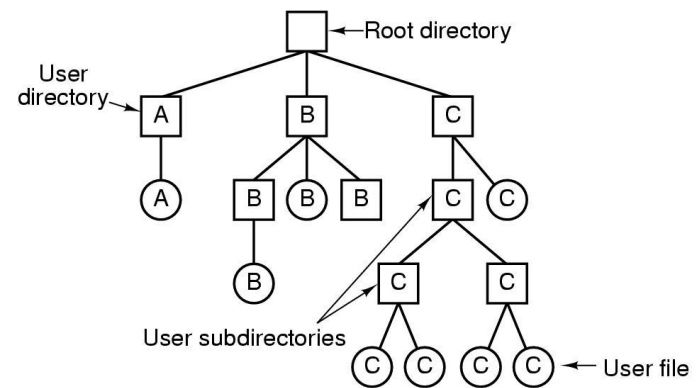 Root directory
User
directory
A B C
A B B B C C
B C C
User subdirectories
C C C C
User file